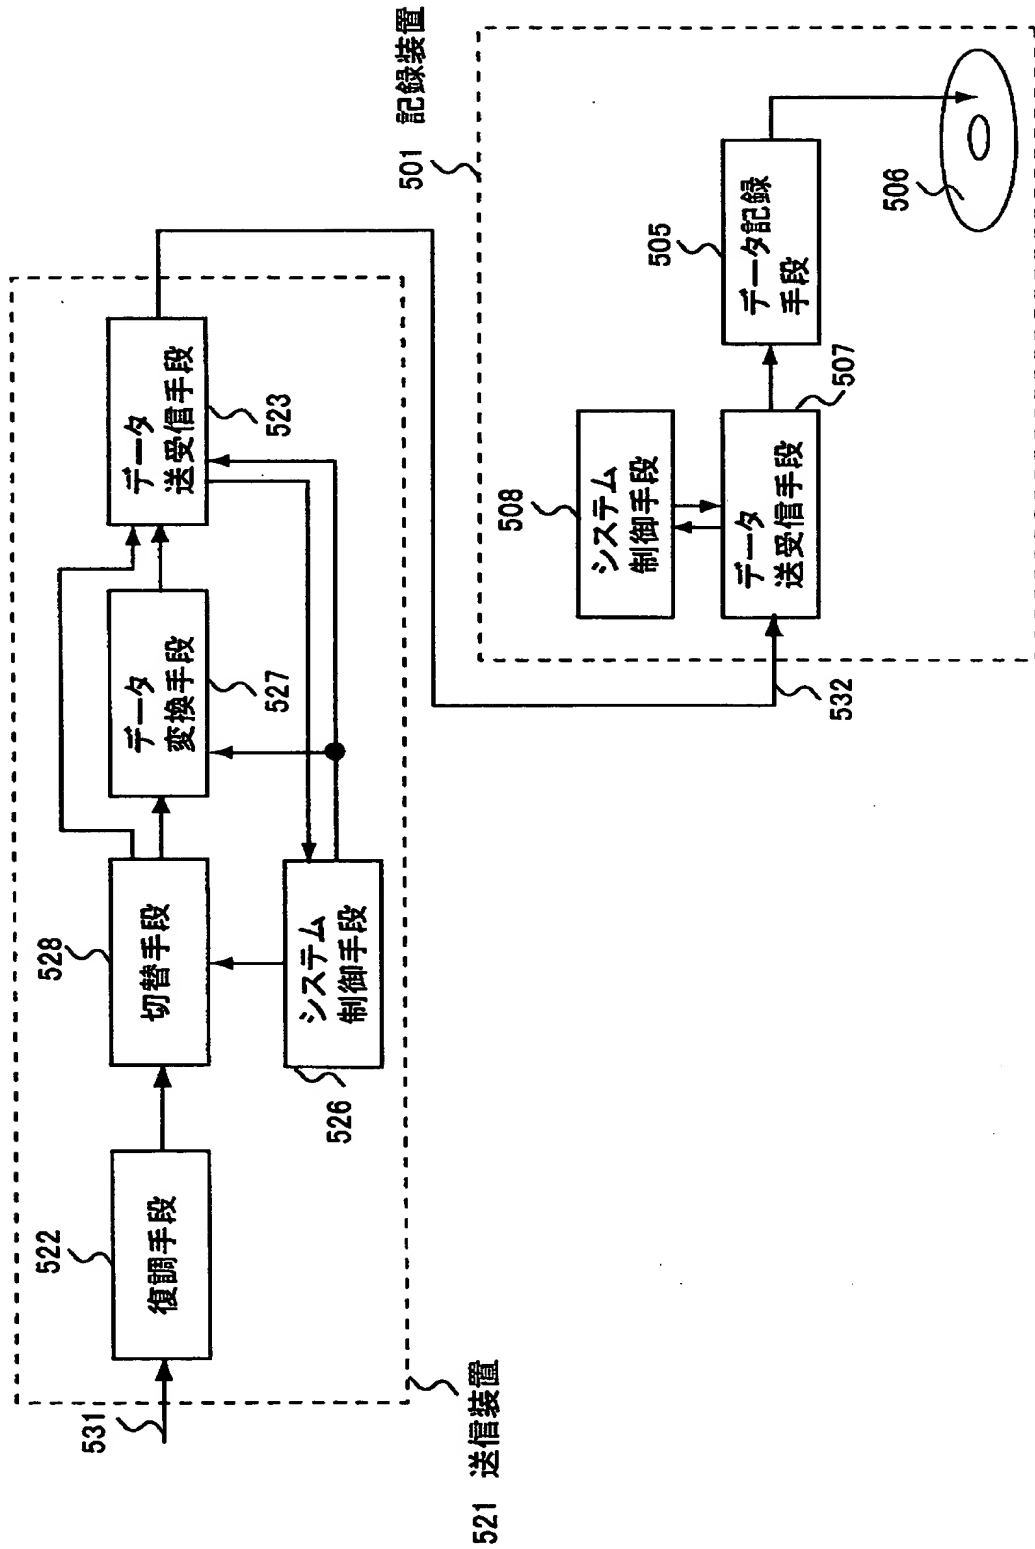 521 送信装置
531
522
復調手段
528
切替手段
システム
制御手段
526
データ
変換手段
527
データ
送受信手段
523
501 記録装置
532
508
システム
制御手段
データ
送受信手段
507
505
データ記録
手段
506